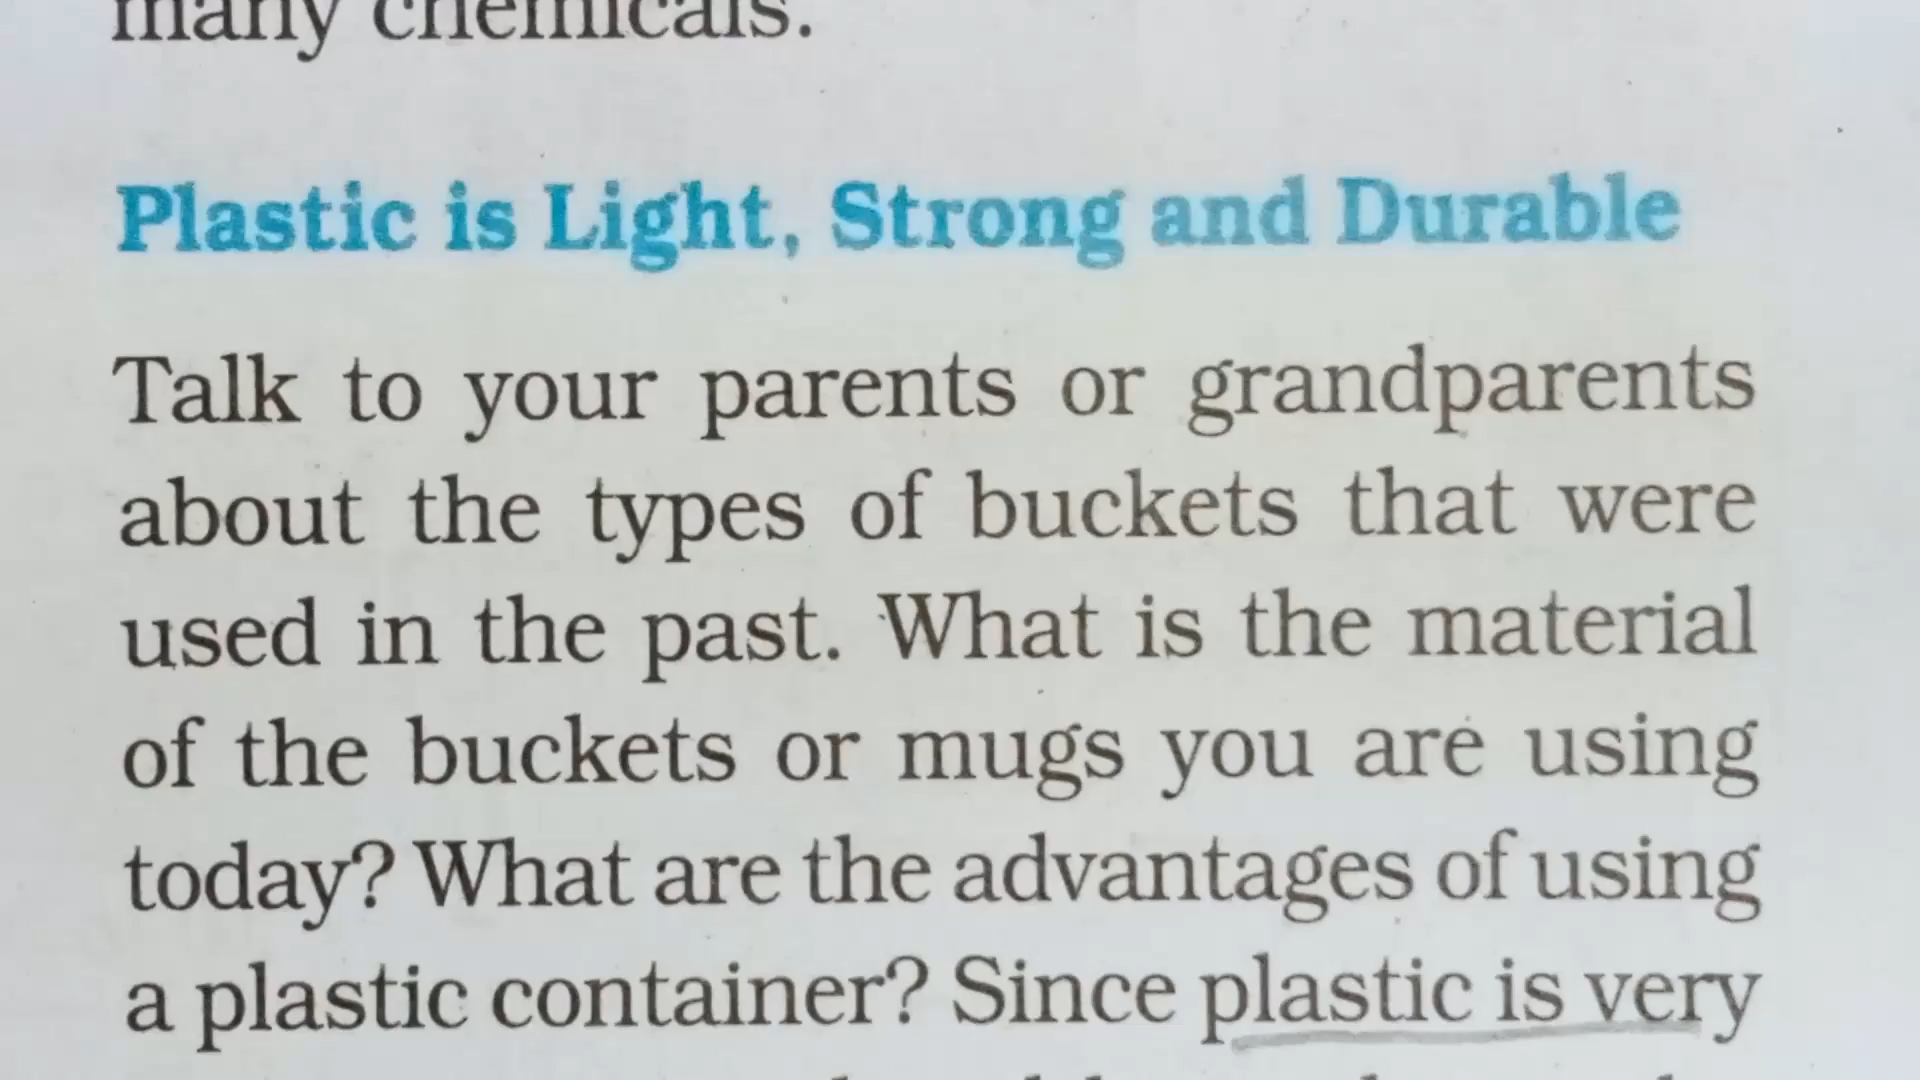 many chemicals.
Plastic is Light, Strong and Durable
Talk to your parents or grandparents
about the types of buckets that were
used in the past. What is the material
of the buckets or mugs you are using
today? What are the advantages of using
a plastic container? Since plastic is very